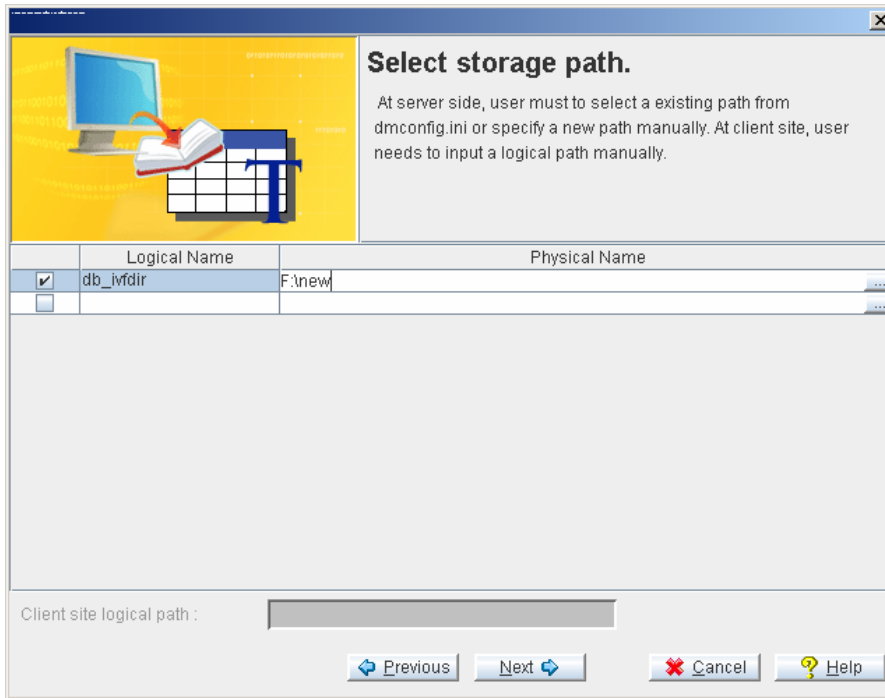 Select storage path.
At server side, user must to select a existing path from
dmconfig.ini or specify a new path manually. At client site, user
needs to input a logical path manually.
Logical Name Physical Name
db_ivfdir F:\new ...
...
Client site logical path :
Previous Next Cancel Help